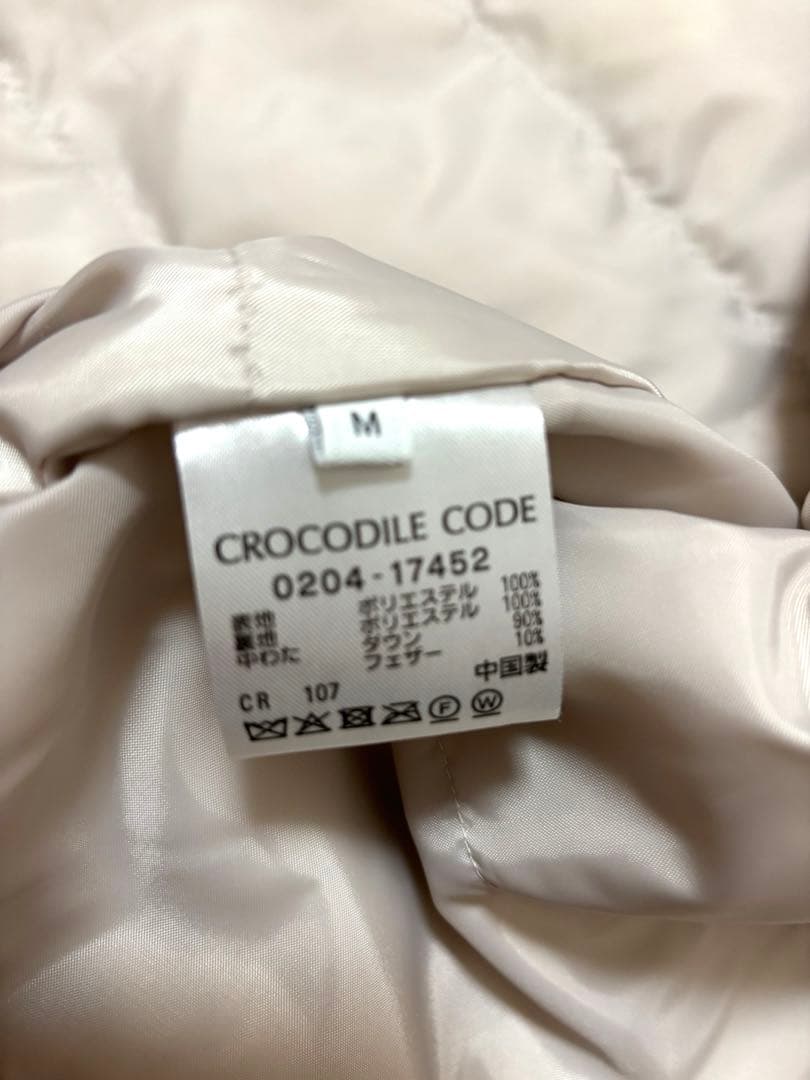 M
CROCODILE CODE
0204-17452
表地 ポリエステル 100%
裏地 ポリエステル 100%
中わた ダウン 90%
フェザー 10%
中国製
CR 107
F W